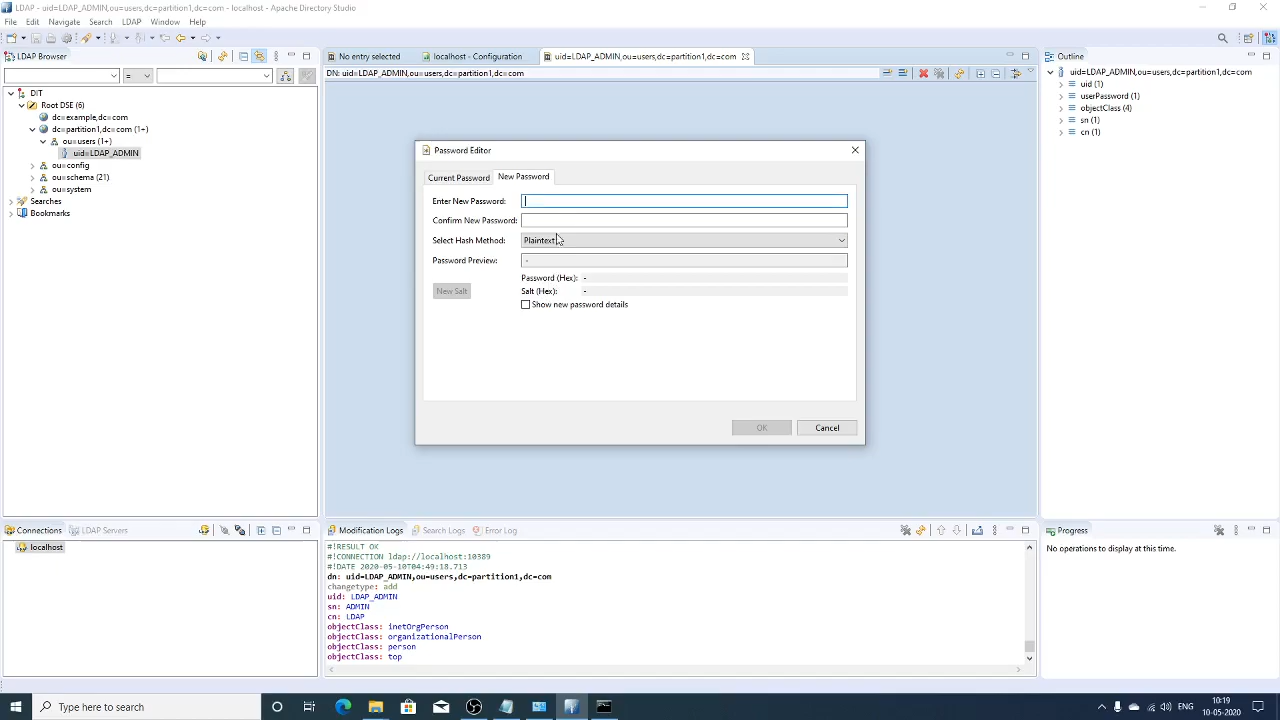 LDAP - uid=LDAP_ADMIN,ou=users,dc=partition1,dc=com - localhost - Apache Directory Studio
File Edit Navigate Search LDAP Window Help
LDAP Browser
=
DIT
Root DSE (6)
dc=example,dc=com
dc=partition1,dc=com (1+)
ou=users (1+)
uid=LDAP_ADMIN
ou=config
ou=schema (21)
ou=system
Searches
Bookmarks
No entry selected
localhost - Configuration
uid=LDAP_ADMIN,ou=users,dc=partition1,dc=com
DN: uid=LDAP_ADMIN,ou=users,dc=partition1,dc=com
Password Editor
Current Password
New Password
Enter New Password:
Confirm New Password:
Select Hash Method: Plaintext
Password Preview: -
Password (Hex): -
New Salt
Salt (Hex): -
Show new password details
OK
Cancel
Outline
uid=LDAP_ADMIN,ou=users,dc=partition1,dc=com
uid (1)
userPassword (1)
objectClass (4)
sn (1)
cn (1)
Connections
LDAP Servers
localhost
Modification Logs
Search Logs
Error Log
#!RESULT OK
#!CONNECTION ldap://localhost:10389
#!DATE 2020-05-10T04:49:18.713
dn: uid=LDAP_ADMIN,ou=users,dc=partition1,dc=com
changetype: add
uid: LDAP_ADMIN
sn: ADMIN
cn: LDAP
objectClass: inetOrgPerson
objectClass: organizationalPerson
objectClass: person
objectClass: top
Progress
No operations to display at this time.
Type here to search
ENG
10:19
10-05-2020